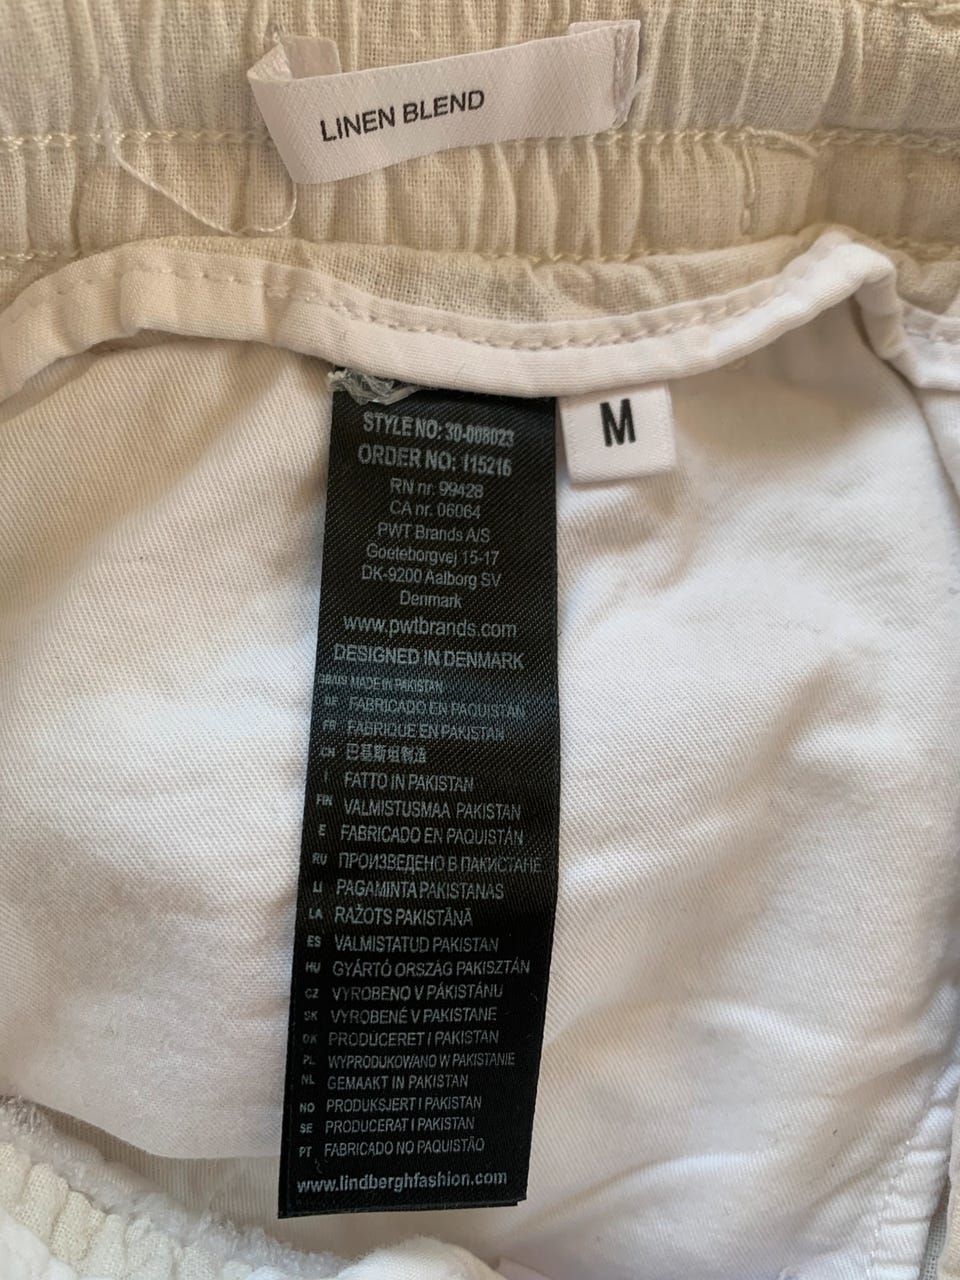 LINEN BLEND
M
STYLE NO: 30-008023
ORDER NO: 115216
RN nr. 99428
CA nr. 06064
PWT Brands A/S
Goeteborgvej 15-17
DK-9200 Aalborg SV
Denmark
www.pwtbrands.com
DESIGNED IN DENMARK
GB/US MADE IN PAKISTAN
DE FABRICADO EN PAQUISTÁN
FR FABRIQUE EN PAKISTAN
CN 巴基斯坦制造
I FATTO IN PAKISTAN
FIN VALMISTUSMAA PAKISTAN
E FABRICADO EN PAQUISTÁN
RU ПРОИЗВЕДЕНО В ПАКИСТАНЕ
LI PAGAMINTA PAKISTANAS
LA RAŽOTS PAKISTĀNĀ
ES VALMISTATUD PAKISTAN
HU GYÁRTÓ ORSZÁG PAKISZTÁN
CZ VYROBENO V PÁKISTÁNU
SK VYROBENÉ V PAKISTANE
DK PRODUCERET I PAKISTAN
PL WYPRODUKOWANO W PAKISTANIE
NL GEMAAKT IN PAKISTAN
NO PRODUKSJERT I PAKISTAN
SE PRODUCERAT I PAKISTAN
PT FABRICADO NO PAQUISTÃO
www.lindberghfashion.com